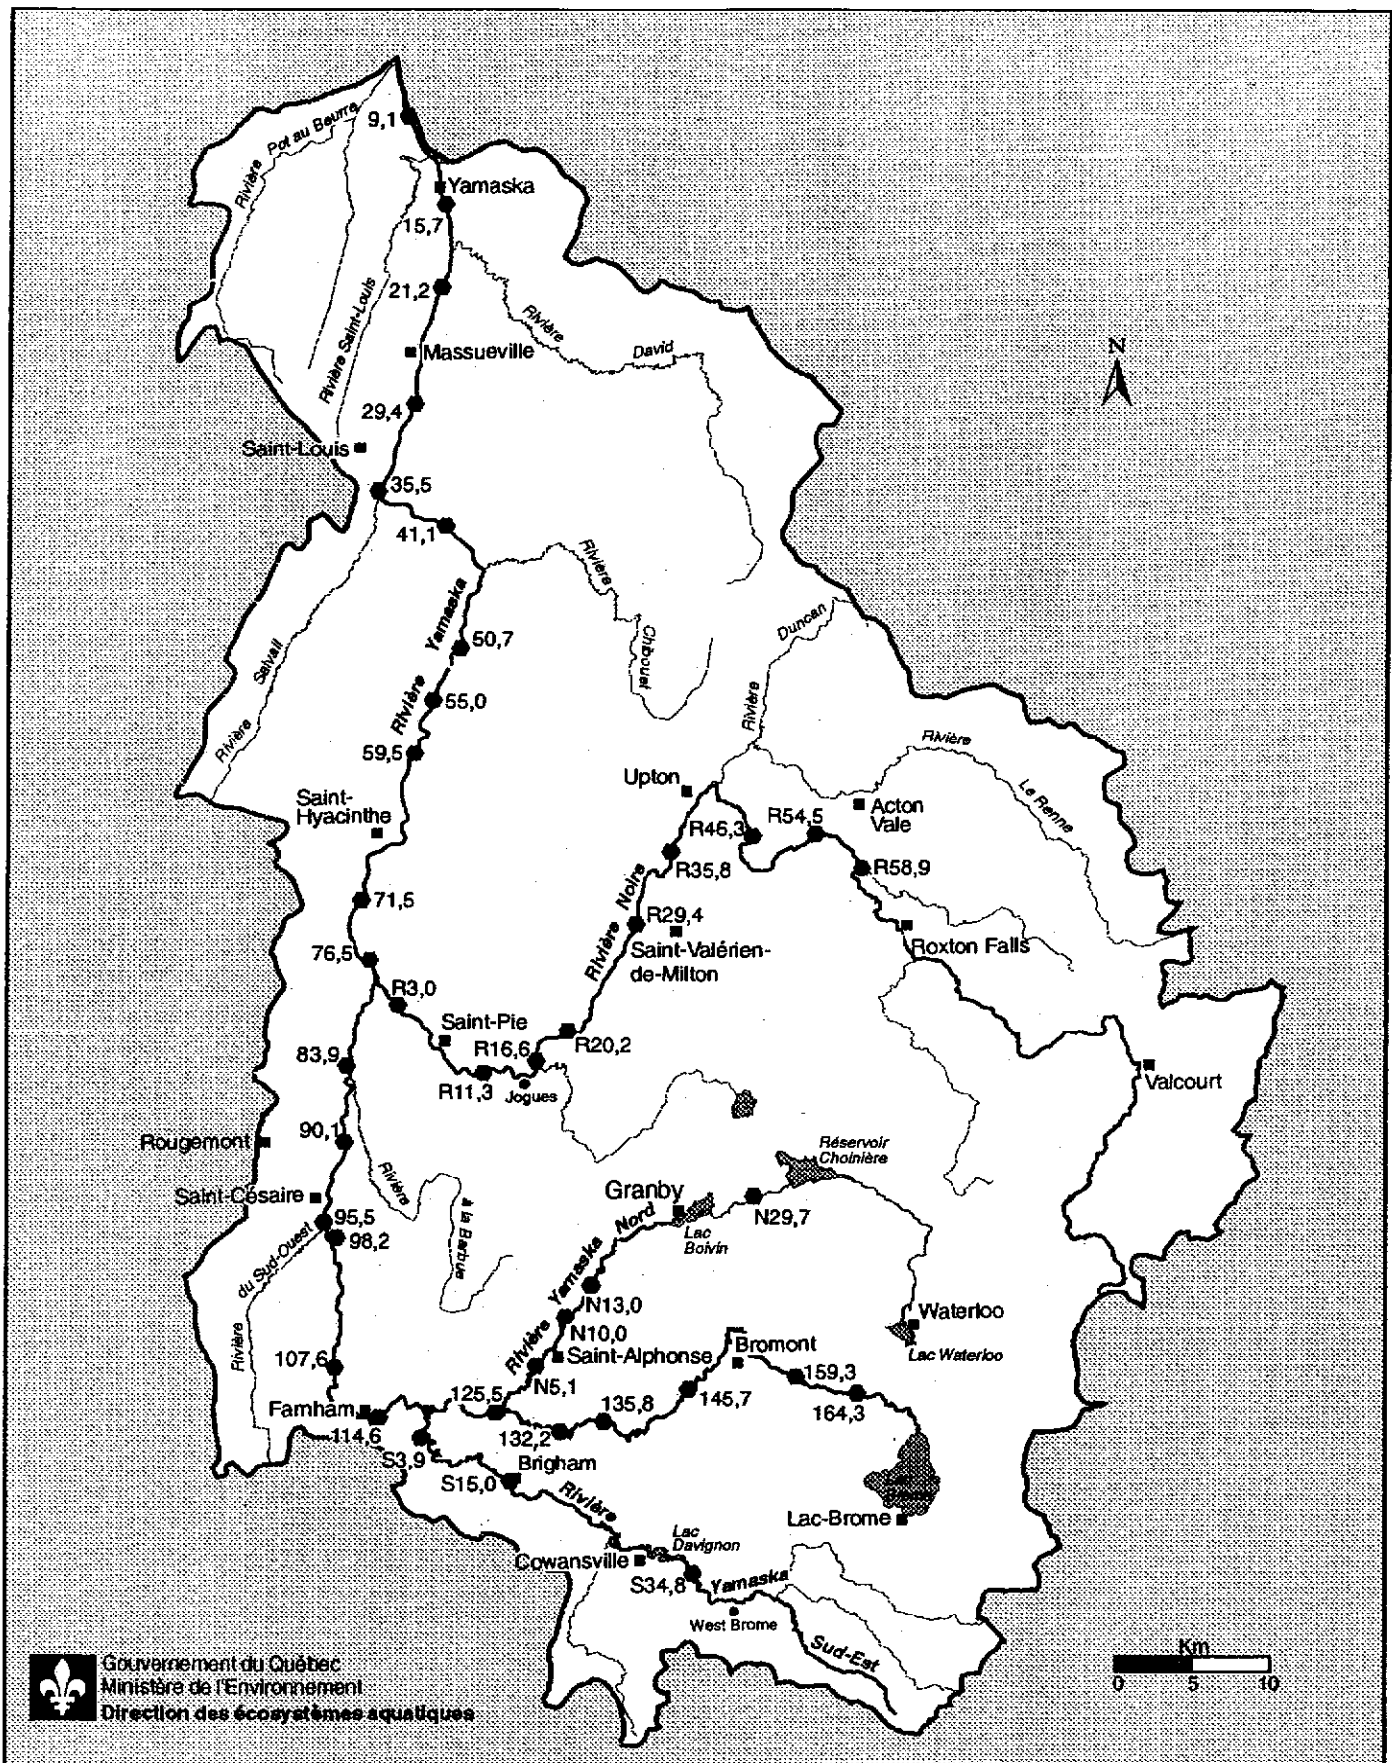 Rivière Pot au Beurre
9,1
Yamaska
15,7
21,2
Rivière Saint-Louis
Rivière David
Massueville
N
29,4
Saint-Louis
35,5
41,1
Rivière Chibouet
Rivière Yamaska
50,7
Rivière Salvail
55,0
59,5
Rivière Duncan
Rivière Le Renne
Upton
Saint-
Hyacinthe
Acton
Vale
R46,3
R54,5
R35,8
R58,9
71,5
Rivière Noire
R29,4
Saint-Valérien-
de-Milton
Roxton Falls
76,5
R3,0
Saint-Pie
R16,6
R20,2
83,9
R11,3
Jogues
Valcourt
Rougemont
90,1
Réservoir
Choinière
Rivière à la Barbue
Saint-Césaire
Granby
N29,7
95,5
98,2
Lac
Boivin
Rivière du Sud-Ouest
Rivière Yamaska Nord
N13,0
N10,0
Waterloo
Lac Waterloo
Saint-Alphonse
Bromont
107,6
N5,1
159,3
164,3
145,7
135,8
125,5
132,2
Farnham
114,6
S3,9
Brigham
S15,0
Rivière Yamaska Sud-Est
Lac-Brome
Lac
Davignon
Cowansville
S34,8
West Brome
Gouvernement du Québec
Ministère de l'Environnement
Direction des écosystèmes aquatiques
Km
0 5 10